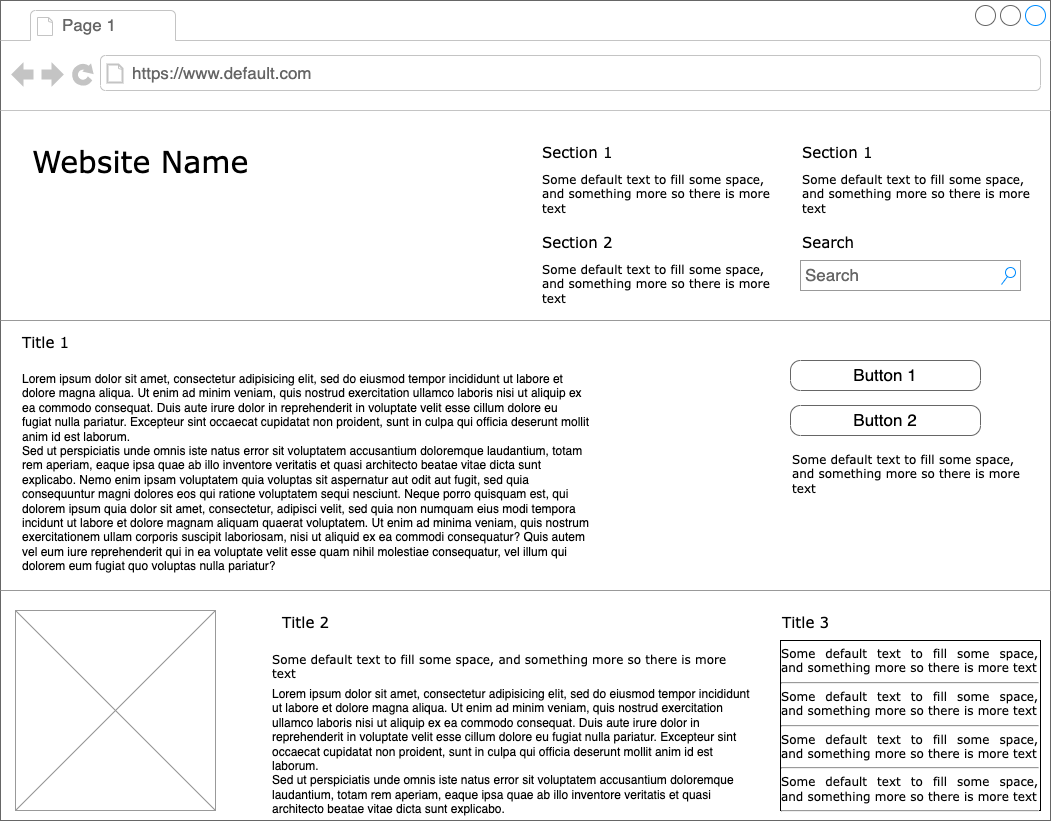 Page 1
https://www.default.com
Website Name
Section 1
Some default text to fill some space,
and something more so there is more
text
Section 2
Some default text to fill some space,
and something more so there is more
text
Section 1
Some default text to fill some space,
and something more so there is more
text
Search
Search
Title 1
Lorem ipsum dolor sit amet, consectetur adipisicing elit, sed do eiusmod tempor incididunt ut labore et
dolore magna aliqua. Ut enim ad minim veniam, quis nostrud exercitation ullamco laboris nisi ut aliquip ex
ea commodo consequat. Duis aute irure dolor in reprehenderit in voluptate velit esse cillum dolore eu
fugiat nulla pariatur. Excepteur sint occaecat cupidatat non proident, sunt in culpa qui officia deserunt mollit
anim id est laborum.
Sed ut perspiciatis unde omnis iste natus error sit voluptatem accusantium doloremque laudantium, totam
rem aperiam, eaque ipsa quae ab illo inventore veritatis et quasi architecto beatae vitae dicta sunt
explicabo. Nemo enim ipsam voluptatem quia voluptas sit aspernatur aut odit aut fugit, sed quia
consequuntur magni dolores eos qui ratione voluptatem sequi nesciunt. Neque porro quisquam est, qui
dolorem ipsum quia dolor sit amet, consectetur, adipisci velit, sed quia non numquam eius modi tempora
incidunt ut labore et dolore magnam aliquam quaerat voluptatem. Ut enim ad minima veniam, quis nostrum
exercitationem ullam corporis suscipit laboriosam, nisi ut aliquid ex ea commodi consequatur? Quis autem
vel eum iure reprehenderit qui in ea voluptate velit esse quam nihil molestiae consequatur, vel illum qui
dolorem eum fugiat quo voluptas nulla pariatur?
Button 1
Button 2
Some default text to fill some space,
and something more so there is more
text
Title 2
Some default text to fill some space, and something more so there is more
text
Lorem ipsum dolor sit amet, consectetur adipisicing elit, sed do eiusmod tempor incididunt
ut labore et dolore magna aliqua. Ut enim ad minim veniam, quis nostrud exercitation
ullamco laboris nisi ut aliquip ex ea commodo consequat. Duis aute irure dolor in
reprehenderit in voluptate velit esse cillum dolore eu fugiat nulla pariatur. Excepteur sint
occaecat cupidatat non proident, sunt in culpa qui officia deserunt mollit anim id est
laborum.
Sed ut perspiciatis unde omnis iste natus error sit voluptatem accusantium doloremque
laudantium, totam rem aperiam, eaque ipsa quae ab illo inventore veritatis et quasi
architecto beatae vitae dicta sunt explicabo.
Title 3
Some default text to fill some space,
and something more so there is more text
Some default text to fill some space,
and something more so there is more text
Some default text to fill some space,
and something more so there is more text
Some default text to fill some space,
and something more so there is more text